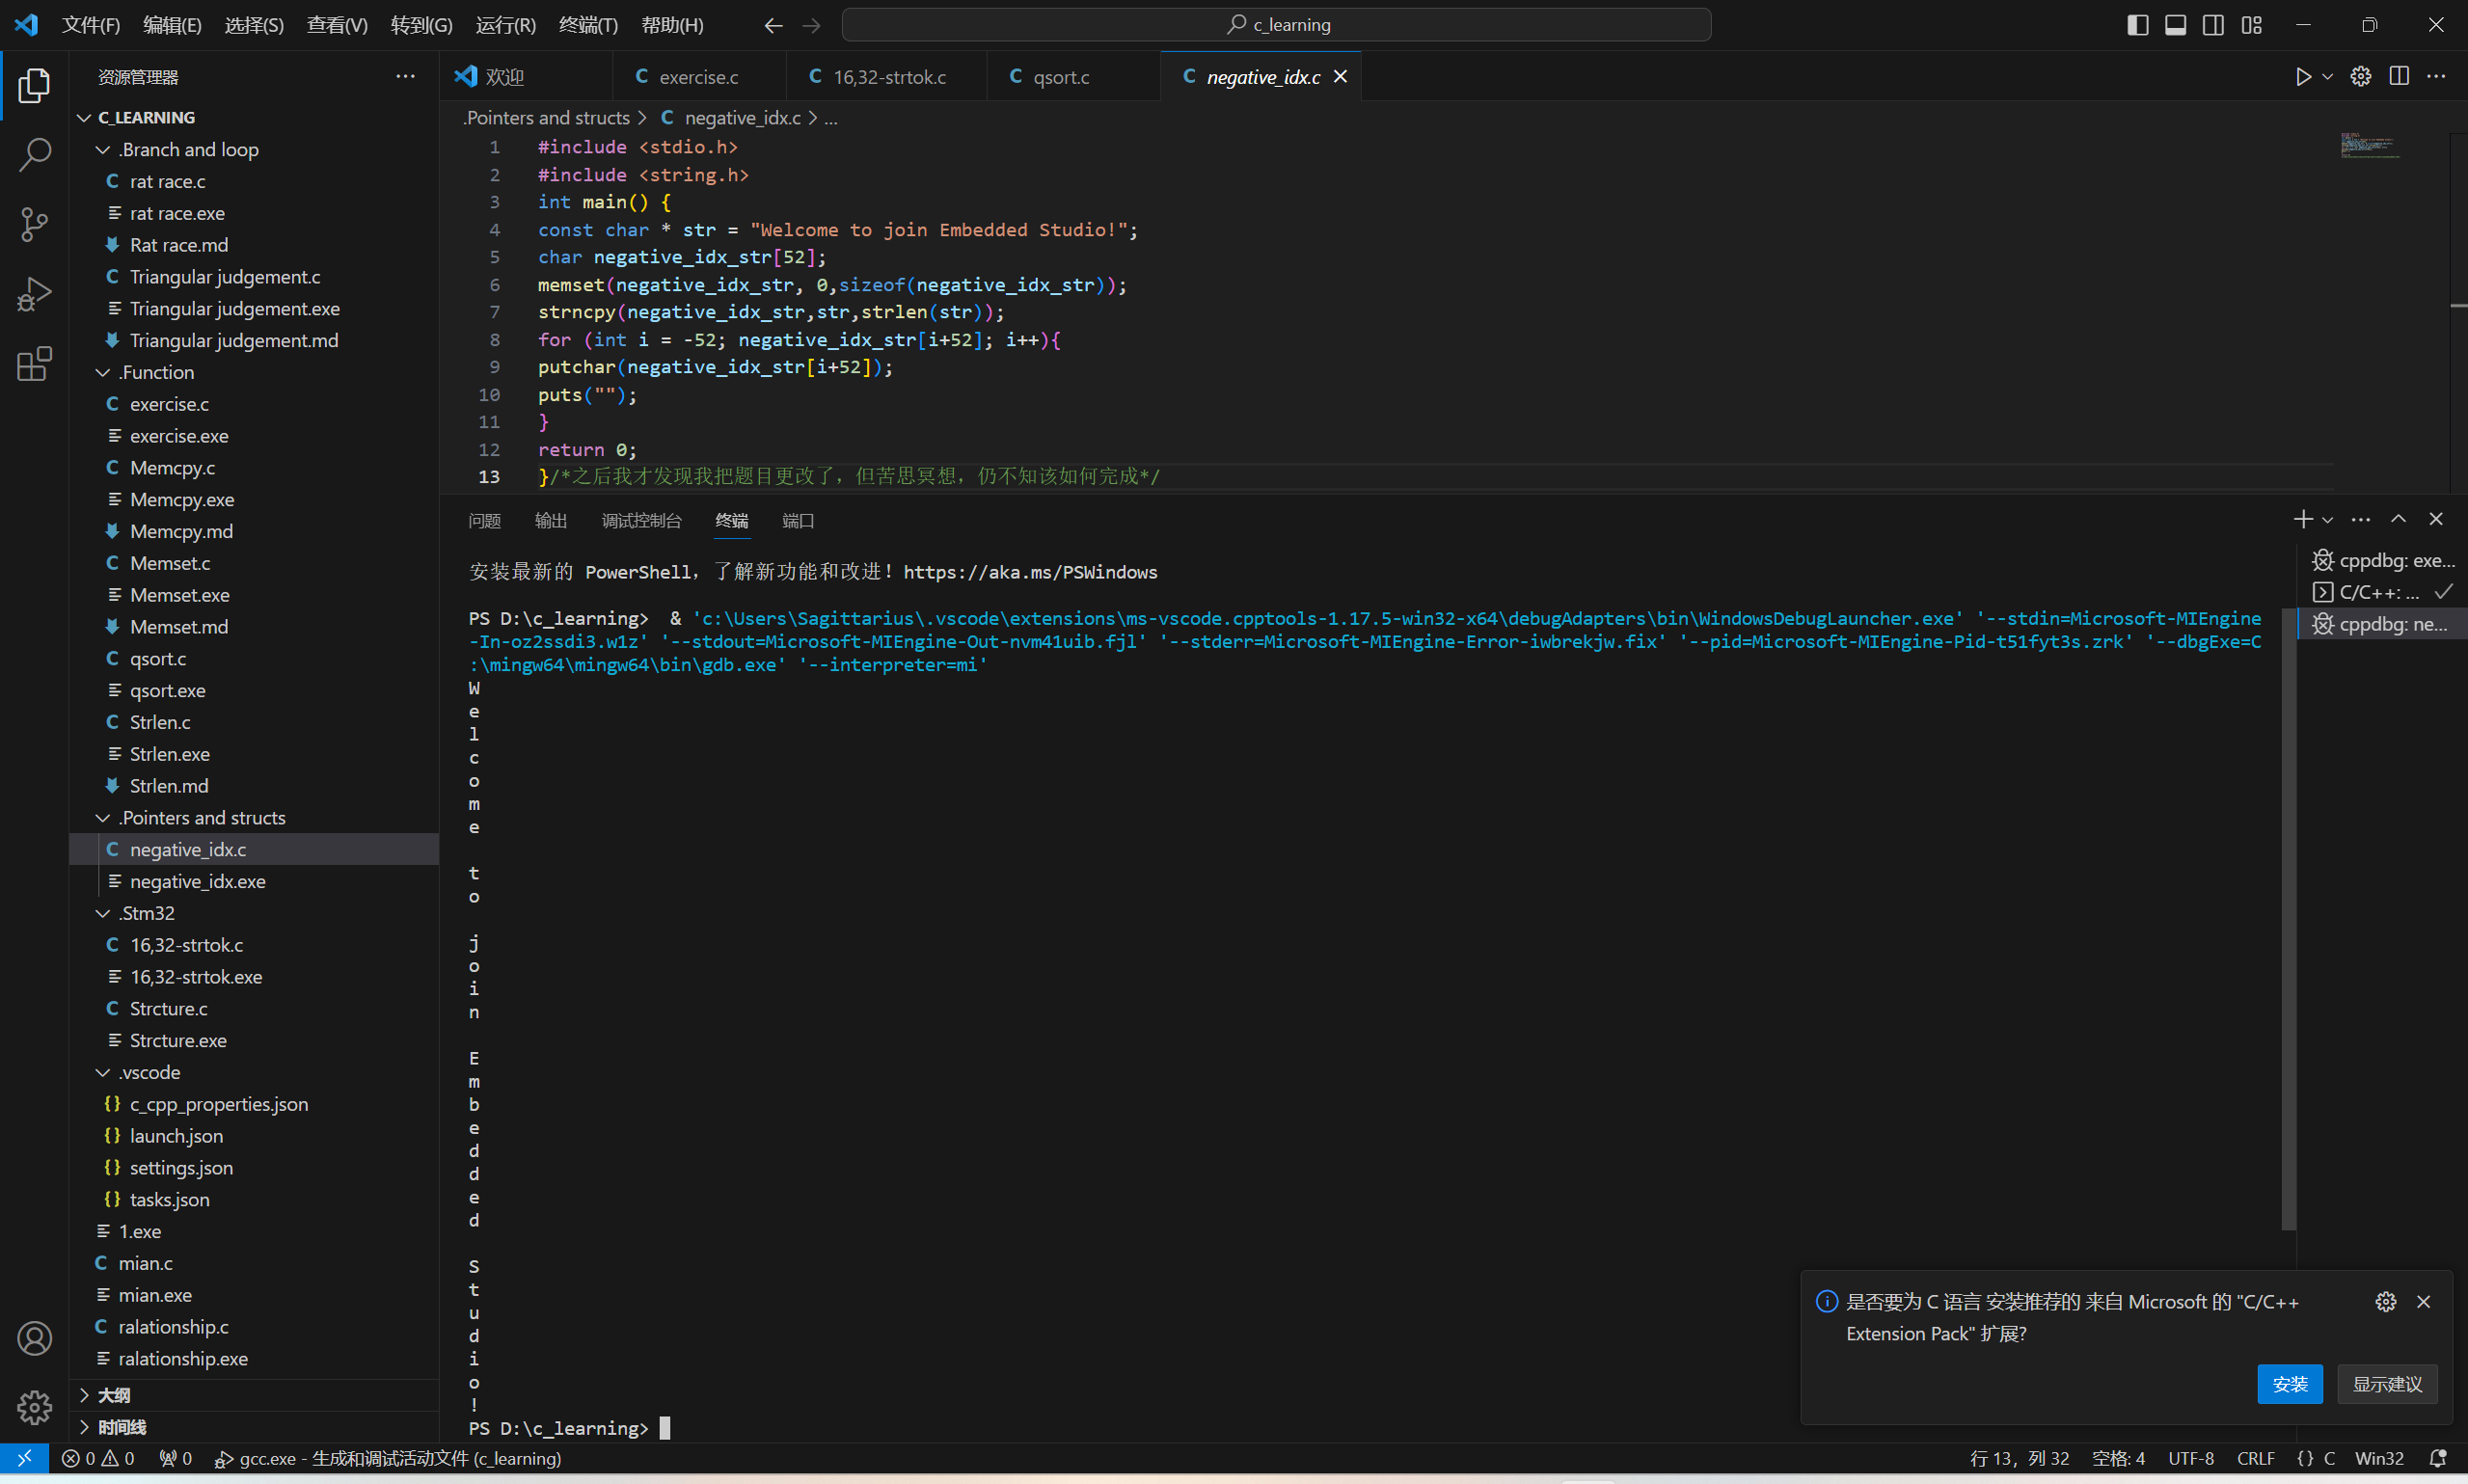 文件(F) 编辑(E) 选择(S) 查看(V) 转到(G) 运行(R) 终端(T) 帮助(H) c_learning
资源管理器
C_LEARNING
.Branch and loop
rat race.c
rat race.exe
Rat race.md
Triangular judgement.c
Triangular judgement.exe
Triangular judgement.md
.Function
exercise.c
exercise.exe
Memcpy.c
Memcpy.exe
Memcpy.md
Memset.c
Memset.exe
Memset.md
qsort.c
qsort.exe
Strlen.c
Strlen.exe
Strlen.md
.Pointers and structs
negative_idx.c
negative_idx.exe
.Stm32
16,32-strtok.c
16,32-strtok.exe
Strcture.c
Strcture.exe
.vscode
c_cpp_properties.json
launch.json
settings.json
tasks.json
1.exe
mian.c
mian.exe
ralationship.c
ralationship.exe
大纲
时间线
欢迎 exercise.c 16,32-strtok.c qsort.c negative_idx.c
.Pointers and structs > C negative_idx.c > ...
1 #include <stdio.h>
2 #include <string.h>
3 int main() {
4 const char * str = "Welcome to join Embedded Studio!";
5 char negative_idx_str[52];
6 memset(negative_idx_str, 0,sizeof(negative_idx_str));
7 strncpy(negative_idx_str,str,strlen(str));
8 for (int i = -52; negative_idx_str[i+52]; i++){
9 putchar(negative_idx_str[i+52]);
10 puts("");
11 }
12 return 0;
13 }/*之后我才发现我把题目更改了，但苦思冥想，仍不知该如何完成*/
问题 输出 调试控制台 终端 端口
安装最新的 PowerShell，了解新功能和改进！https://aka.ms/PSWindows
PS D:\c_learning>  & 'c:\Users\Sagittarius\.vscode\extensions\ms-vscode.cpptools-1.17.5-win32-x64\debugAdapters\bin\WindowsDebugLauncher.exe' '--stdin=Microsoft-MIEngine
-In-oz2ssdi3.w1z' '--stdout=Microsoft-MIEngine-Out-nvm41uib.fjl' '--stderr=Microsoft-MIEngine-Error-iwbrekjw.fix' '--pid=Microsoft-MIEngine-Pid-t51fyt3s.zrk' '--dbgExe=C
:\mingw64\mingw64\bin\gdb.exe' '--interpreter=mi'
W
e
l
c
o
m
e
t
o
j
o
i
n
E
m
b
e
d
d
e
d
S
t
u
d
i
o
!
PS D:\c_learning>
cppdbg: exe...
C/C++: ...
cppdbg: ne...
是否要为 C 语言 安装推荐的 来自 Microsoft 的 "C/C++
Extension Pack" 扩展?
安装 显示建议
0 0 0 gcc.exe - 生成和调试活动文件 (c_learning) 行 13，列 32 空格: 4 UTF-8 CRLF {} C Win32